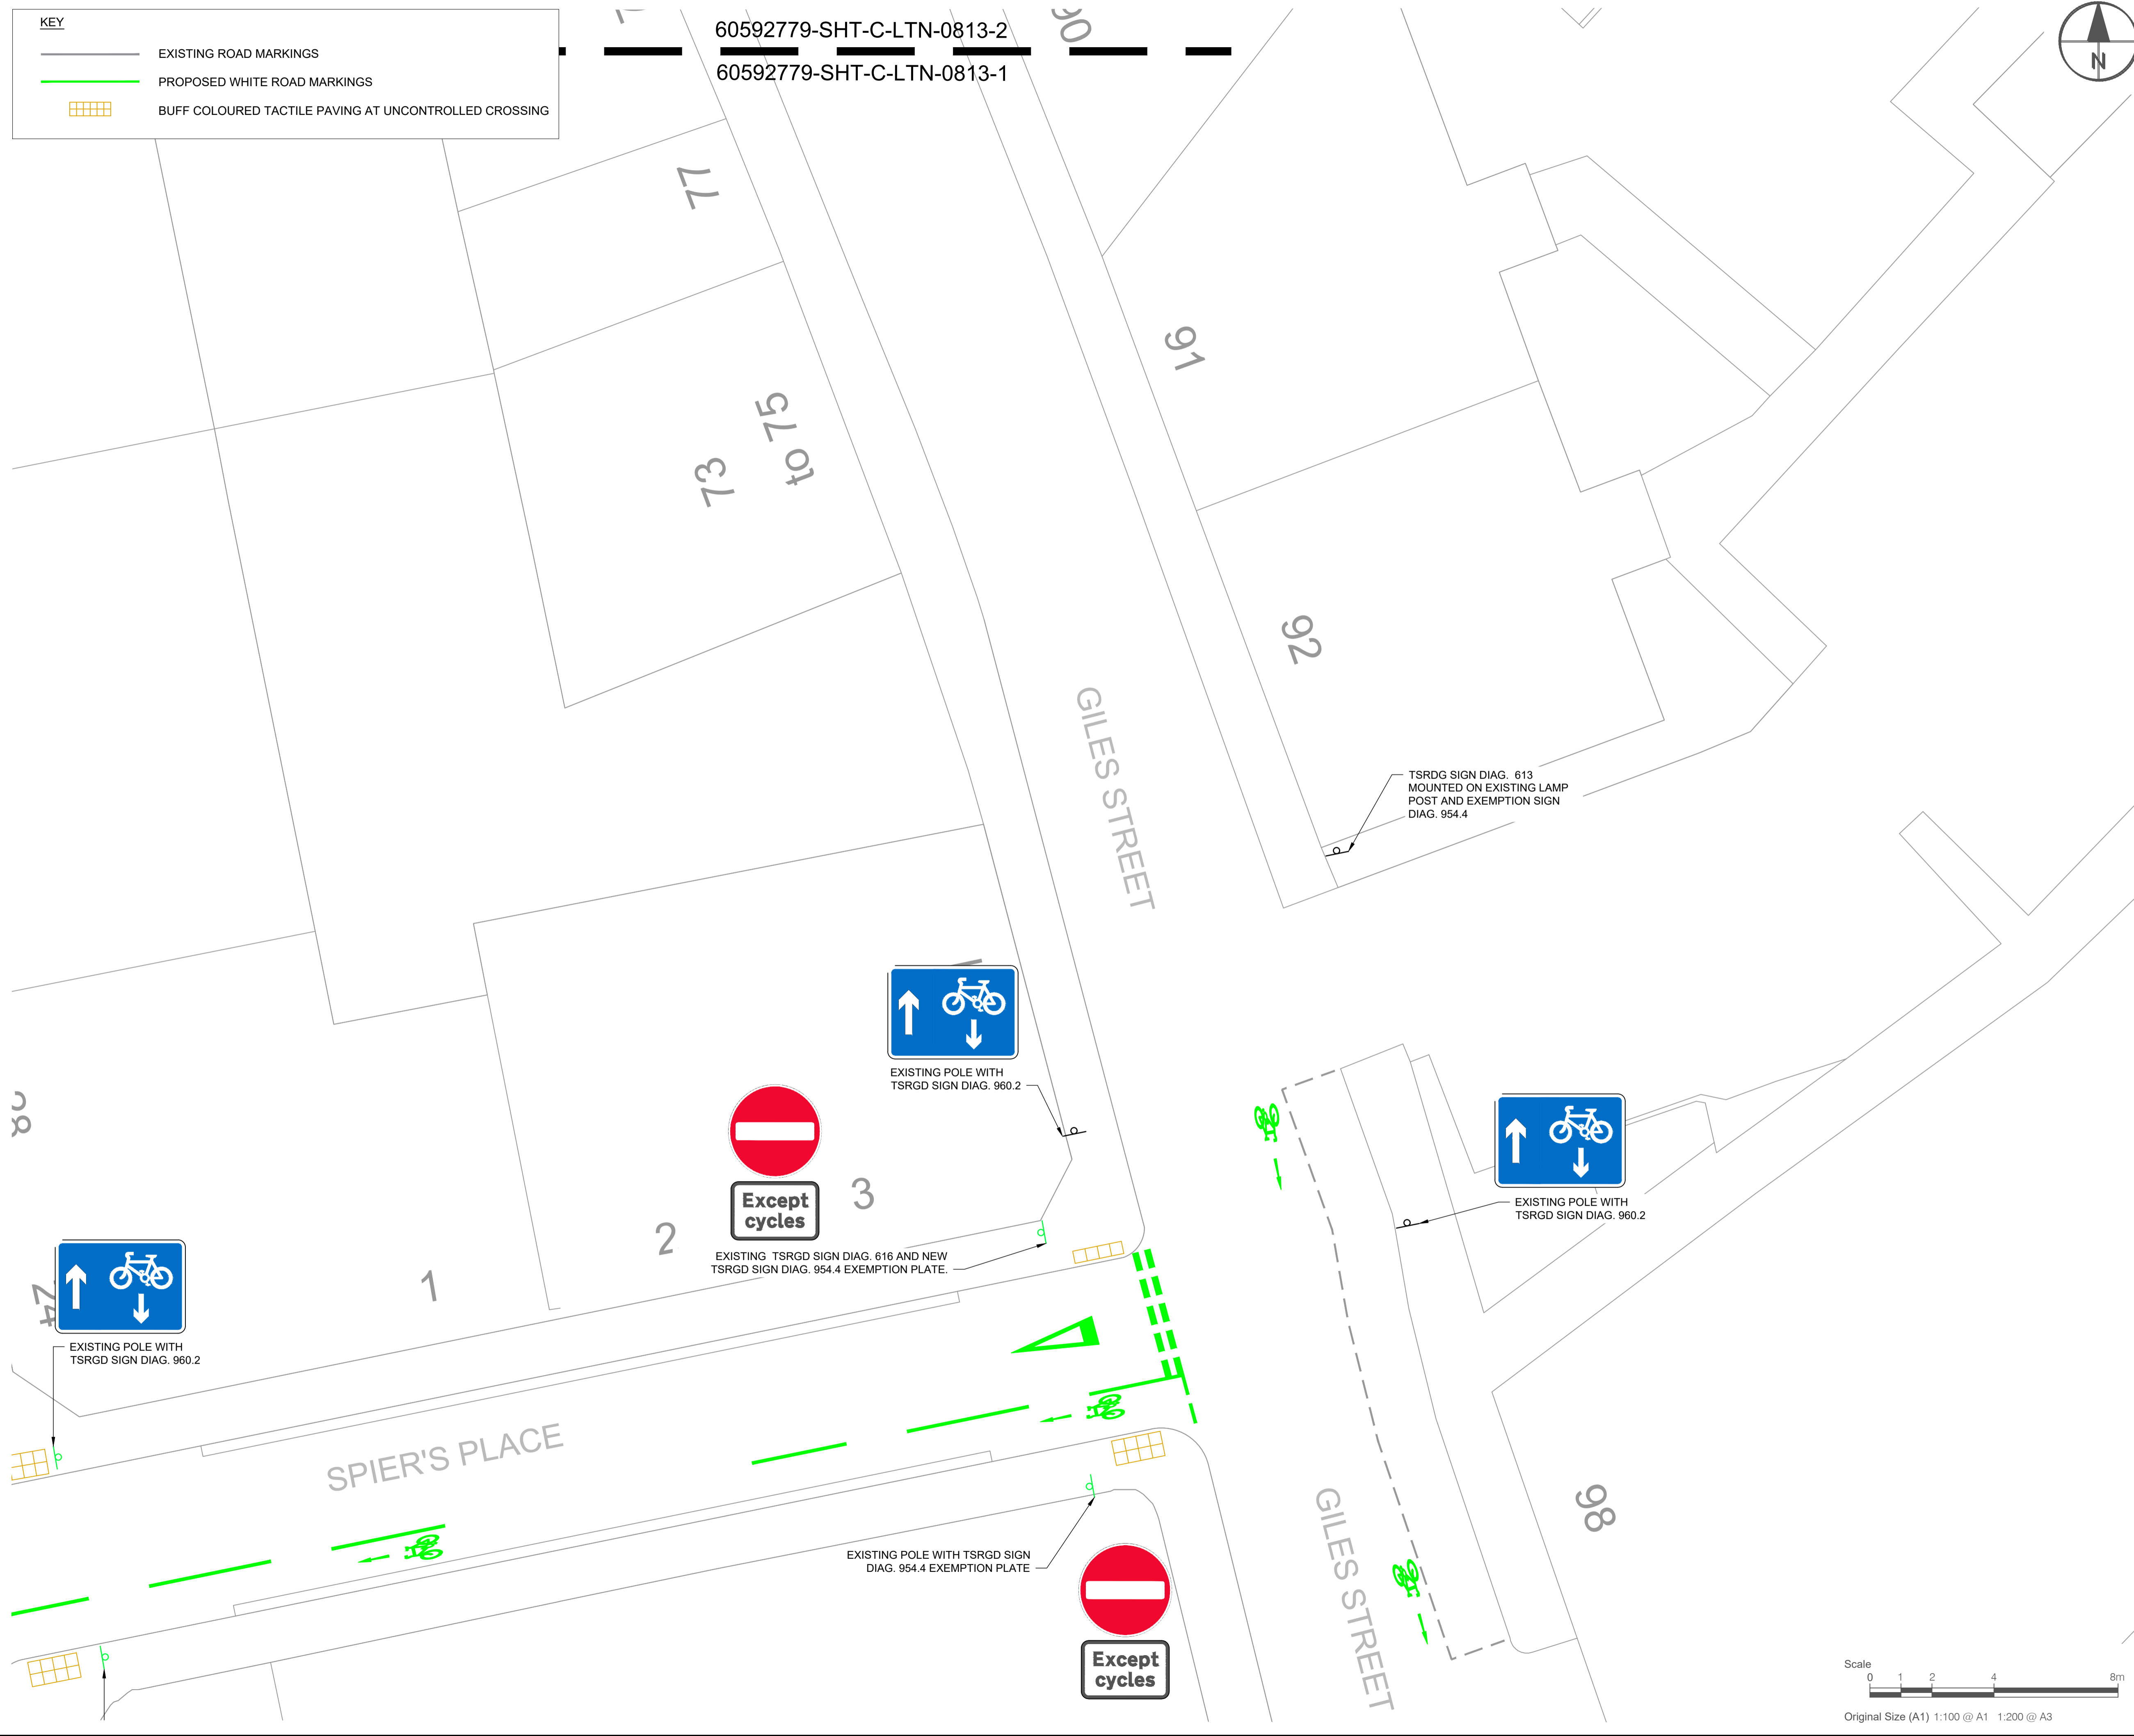 KEY
EXISTING ROAD MARKINGS
PROPOSED WHITE ROAD MARKINGS
BUFF COLOURED TACTILE PAVING AT UNCONTROLLED CROSSING
60592779-SHT-C-LTN-0813-2
60592779-SHT-C-LTN-0813-1
90
N
77
91
73
to 75
92
GILES STREET
TSRDG SIGN DIAG. 613
MOUNTED ON EXISTING LAMP
POST AND EXEMPTION SIGN
DIAG. 954.4
EXISTING POLE WITH
TSRGD SIGN DIAG. 960.2
Except
cycles
3
2
1
EXISTING TSRGD SIGN DIAG. 616 AND NEW
TSRGD SIGN DIAG. 954.4 EXEMPTION PLATE.
EXISTING POLE WITH
TSRGD SIGN DIAG. 960.2
EXISTING POLE WITH
TSRGD SIGN DIAG. 960.2
SPIER'S PLACE
GILES STREET
98
EXISTING POLE WITH TSRGD SIGN
DIAG. 954.4 EXEMPTION PLATE
Except
cycles
Scale
0 1 2 4 8m
Original Size (A1) 1:100 @ A1 1:200 @ A3